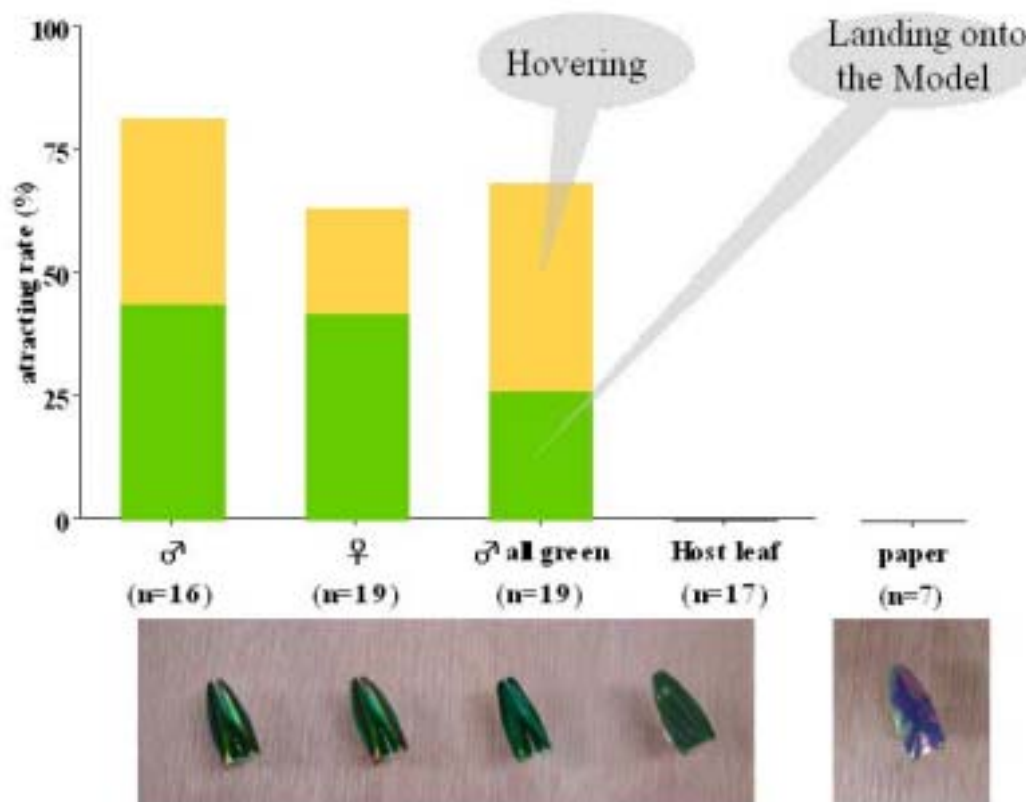 100
75
50
25
0
atracting rate (%)
Hovering
Landing onto
the Model
♂
♀
♂ all green
Host leaf
paper
(n=16)
(n=19)
(n=19)
(n=17)
(n=7)